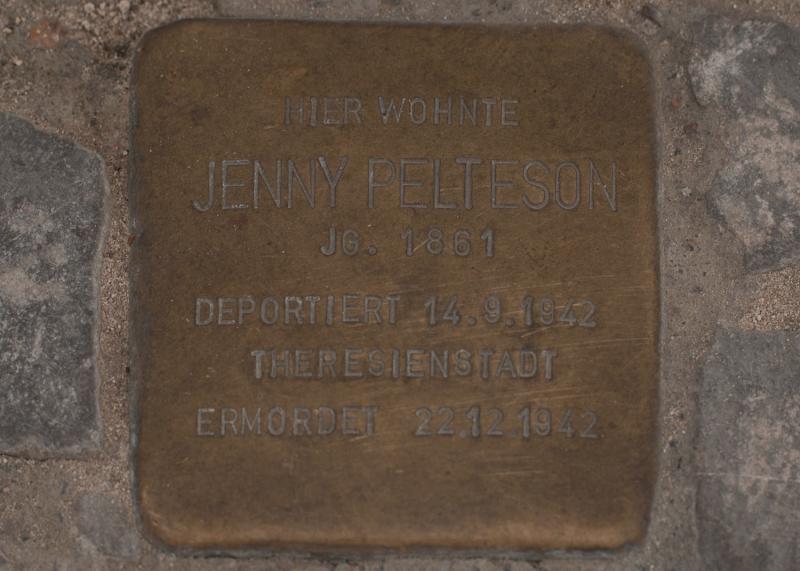 HIER WOHNTE
JENNY PELTESON
JG. 1861
DEPORTIERT 14.9.1942
THERESIENSTADT
ERMORDET 22.12.1942